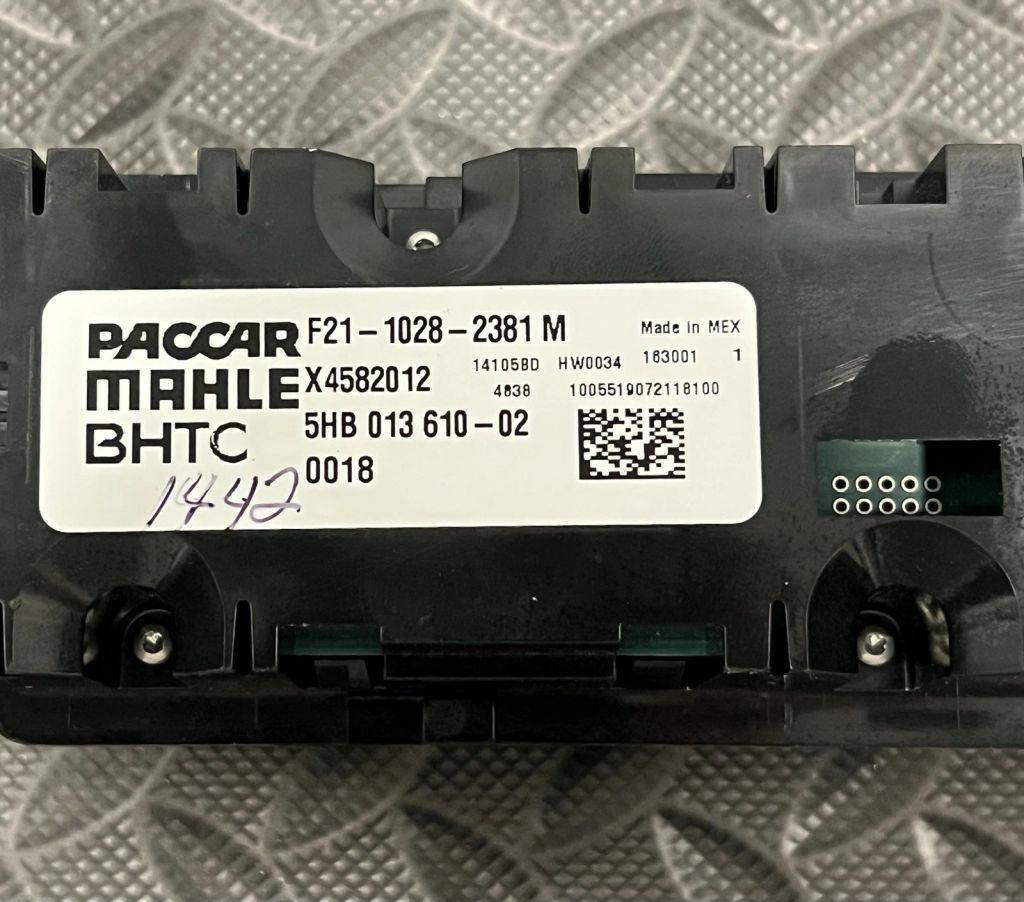 PACCAR F21-1028-2381 M Made in MEX
14105BD HW0034 163001 1
MAHLE X4582012 4838 1005519072118100
BHTC 5HB 013 610-02
0018
1442